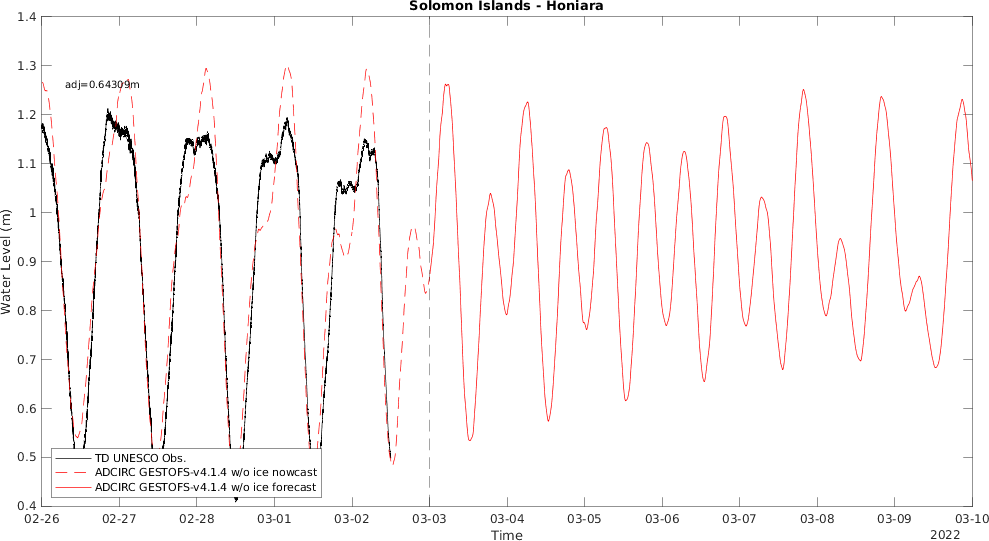 Solomon Islands - Honiara
1.4
1.3
1.2
1.1
1
0.9
0.8
0.7
0.6
0.5
0.4
Water Level (m)
adj=0.64309m
TD UNESCO Obs.
ADCIRC GESTOFS-v4.1.4 w/o ice nowcast
ADCIRC GESTOFS-v4.1.4 w/o ice forecast
02-26 02-27 02-28 03-01 03-02 03-03 03-04 03-05 03-06 03-07 03-08 03-09 03-10
Time
2022